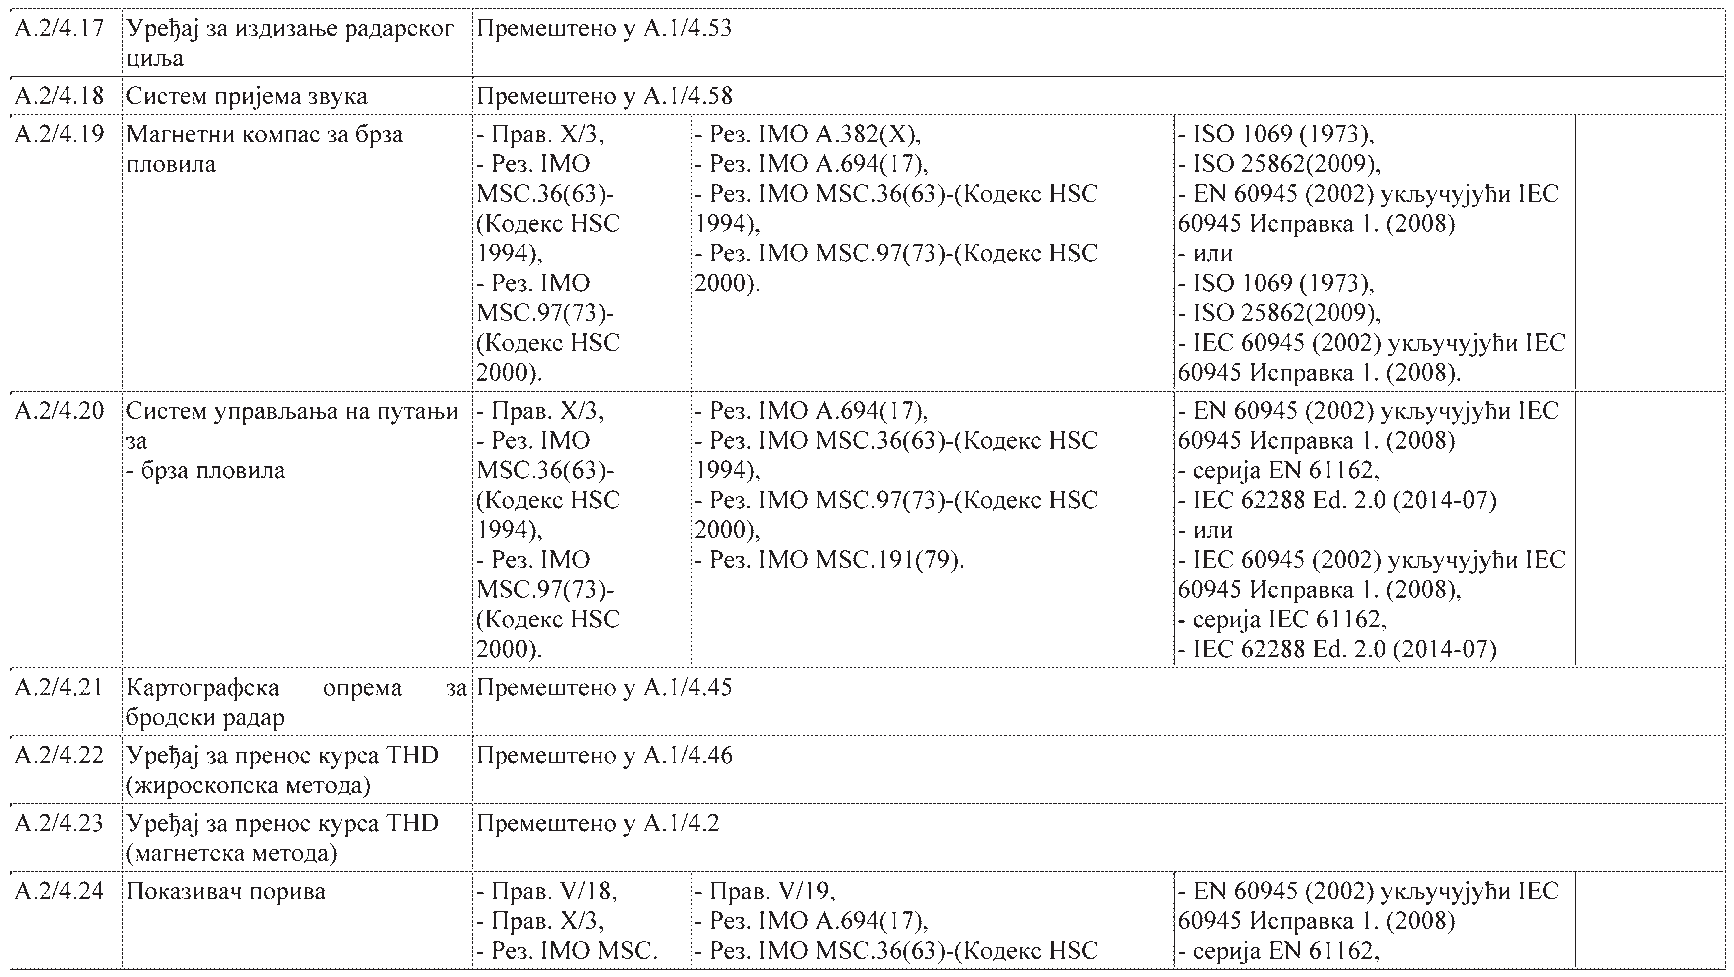 А.2/4.17 Уређај за издизање радарског Премештено у А.1/4.53
циља
А.2/4.18 Систем пријема звука Премештено у А.1/4.58
А.2/4.19 Магнетни компас за брза - Прав. X/3, - Рез. IMO A.382(X), - ISO 1069 (1973),
пловила - Рез. IMO - Рез. IMO A.694(17), - ISO 25862(2009),
MSC.36(63)- - Рез. IMO MSC.36(63)-(Кодекс HSC - EN 60945 (2002) укључујући IEC
(Кодекс HSC 1994), 60945 Исправка 1. (2008)
1994), - Рез. IMO MSC.97(73)-(Кодекс HSC - или
- Рез. IMO 2000). - ISO 1069 (1973),
MSC.97(73)- - ISO 25862(2009),
(Кодекс HSC - IEC 60945 (2002) укључујући IEC
2000). 60945 Исправка 1. (2008).
А.2/4.20 Систем управљања на путањи - Прав. X/3, - Рез. IMO A.694(17), - EN 60945 (2002) укључујући IEC
за - Рез. IMO - Рез. IMO MSC.36(63)-(Кодекс HSC 60945 Исправка 1. (2008)
- брза пловила MSC.36(63)- 1994), - серија EN 61162,
(Кодекс HSC - Рез. IMO MSC.97(73)-(Кодекс HSC - IEC 62288 Ed. 2.0 (2014-07)
1994), 2000), - или
- Рез. IMO - Рез. IMO MSC.191(79). - IEC 60945 (2002) укључујући IEC
MSC.97(73)- 60945 Исправка 1. (2008),
(Кодекс HSC - серија IEC 61162,
2000). - IEC 62288 Ed. 2.0 (2014-07)
А.2/4.21 Картографска опрема за Премештено у А.1/4.45
бродски радар
А.2/4.22 Уређај за пренос курса THD Премештено у А.1/4.46
(жироскопска метода)
А.2/4.23 Уређај за пренос курса THD Премештено у А.1/4.2
(магнетска метода)
А.2/4.24 Показивач порива - Прав. V/18, - Прав. V/19, - EN 60945 (2002) укључујући IEC
- Прав. X/3, - Рез. IMO A.694(17), 60945 Исправка 1. (2008)
- Рез. IMO MSC. - Рез. IMO MSC.36(63)-(Кодекс HSC - серија EN 61162,